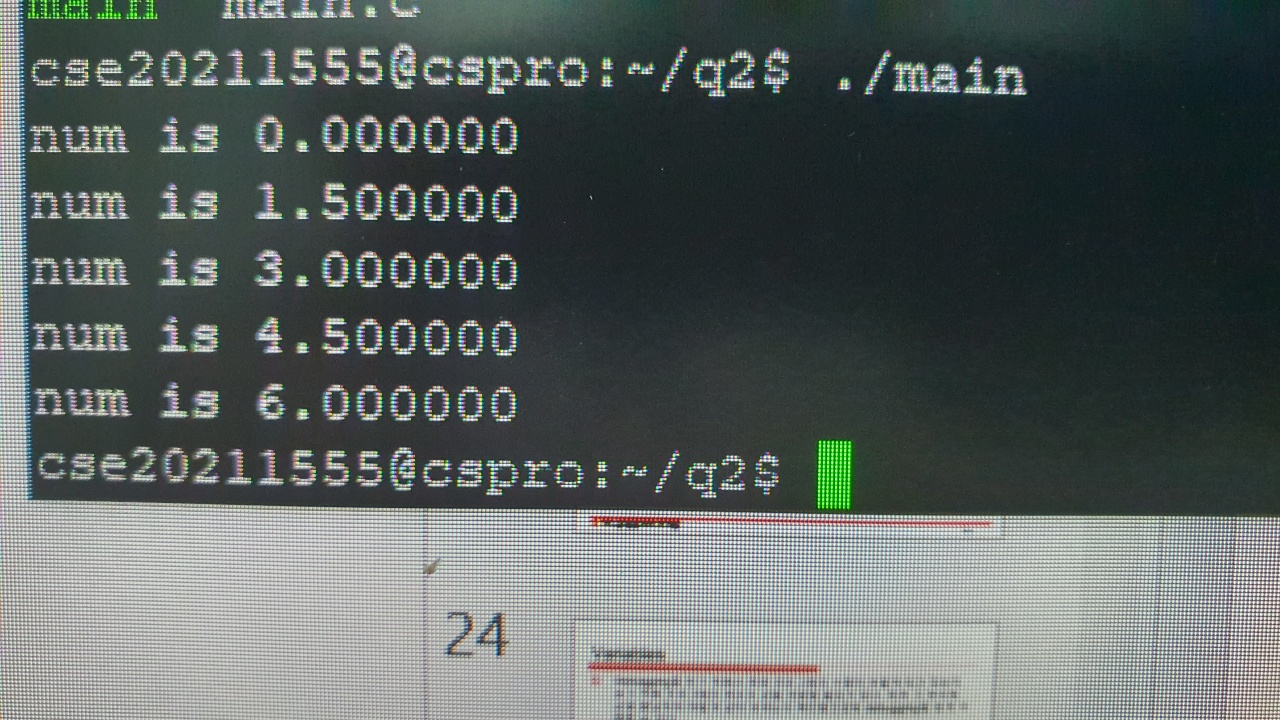 main main.c
cse20211555@cspro:~/q2$ ./main
num is 0.000000
num is 1.500000
num is 3.000000
num is 4.500000
num is 6.000000
cse20211555@cspro:~/q2$
24
Variables